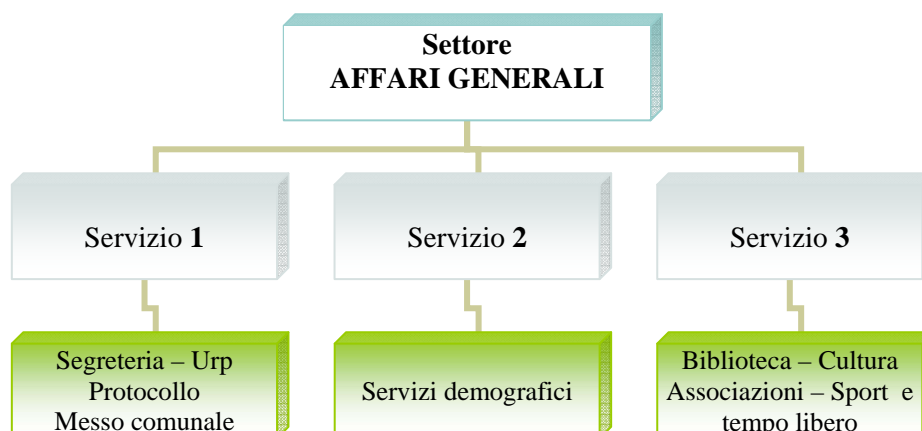 Settore
AFFARI GENERALI
Servizio 1
Servizio 2
Servizio 3
Segreteria – Urp
Protocollo
Messo comunale
Servizi demografici
Biblioteca – Cultura
Associazioni – Sport e
tempo libero